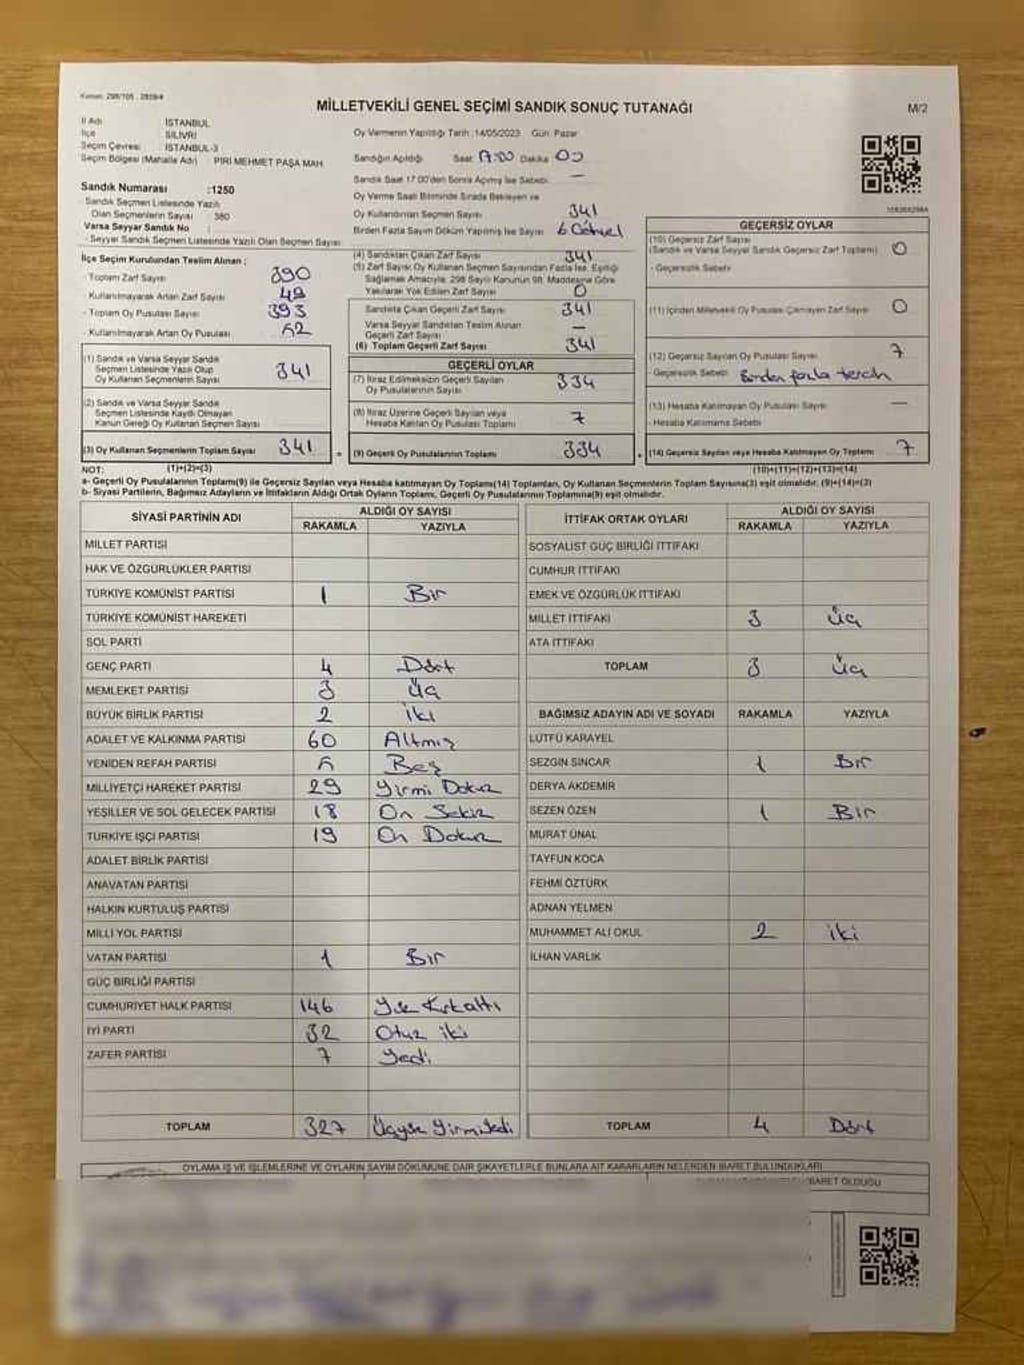 Kanun: 298/105 , 2839/4
MİLLETVEKİLİ GENEL SEÇİMİ SANDIK SONUÇ TUTANAĞI
M/2
İl Adı İSTANBUL
İlçe SİLİVRİ
Seçim Çevresi İSTANBUL-3
Seçim Bölgesi (Mahalle Adı) PİRİ MEHMET PAŞA MAH.
Sandık Numarası :1250
Sandık Seçmen Listesinde Yazılı
Olan Seçmenlerin Sayısı 380
Varsa Seyyar Sandık No :
- Seyyar Sandık Seçmen Listesinde Yazılı Olan Seçmen Sayısı
İlçe Seçim Kurulundan Teslim Alınan ;
- Toplam Zarf Sayısı 390
- Kullanılmayarak Artan Zarf Sayısı 49
- Toplam Oy Pusulası Sayısı 393
- Kullanılmayarak Artan Oy Pusulası 52
(1) Sandık ve Varsa Seyyar Sandık
Seçmen Listesinde Yazılı Olup
Oy Kullanan Seçmenlerin Sayısı 341
(2) Sandık ve Varsa Seyyar Sandık
Seçmen Listesinde Kaydı Olmayan
Kanun Gereği Oy Kullanan Seçmen Sayısı
(3) Oy Kullanan Seçmenlerin Toplam Sayısı 341
(1)+(2)=(3)
Oy Vermenin Yapıldığı Tarih :14/05/2023 Gün: Pazar
Sandığın Açıldığı Saat: 17:00 Dakika 00
Sandık Saat 17:00'den Sonra Açılmış İse Sebebi: —
Oy Verme Saati Bitiminde Sırada Bekleyen ve
Oy Kullandırılan Seçmen Sayısı 341
Birden Fazla Sayım Döküm Yapılmış İse Sayısı
(4) Sandıktan Çıkan Zarf Sayısı 341
(5) Zarf Sayısı Oy Kullanan Seçmen Sayısından Fazla İse, Eşitliği
Sağlamak Amacıyla, 298 Sayılı Kanunun 98. Maddesine Göre
Yakılarak Yok Edilen Zarf Sayısı 0
Sandıkta Çıkan Geçerli Zarf Sayısı 341
Varsa Seyyar Sandıktan Teslim Alınan
Geçerli Zarf Sayısı —
(6) Toplam Geçerli Zarf Sayısı 341
GEÇERLİ OYLAR
(7) İtiraz Edilmeksizin Geçerli Sayılan
Oy Pusulalarının Sayısı 334
(8) İtiraz Üzerine Geçerli Sayılan veya
Hesaba Katılan Oy Pusulası Toplamı 7
(9) Geçerli Oy Pusulalarının Toplamı 334
GEÇERSİZ OYLAR
(10) Geçersiz Zarf Sayısı
(Sandık ve Varsa Seyyar Sandık Geçersiz Zarf Toplamı) 0
- Geçersizlik Sebebi
(11) İçinden Milletvekili Oy Pusulası Çıkmayan Zarf Sayısı 0
(12) Geçersiz Sayılan Oy Pusulası Sayısı 7
- Geçersizlik Sebebi Birden fazla tercih
(13) Hesaba Katılmayan Oy Pusulası Sayısı —
- Hesaba Katılmama Sebebi
(14) Geçersiz Sayılan veya Hesaba Katılmayan Oy Toplamı 7
(10)+(11)+(12)+(13)=(14)
NOT:
a- Geçerli Oy Pusulalarının Toplamı(9) ile Geçersiz Sayılan veya Hesaba katılmayan Oy Toplamı(14) Toplamları, Oy Kullanan Seçmenlerin Toplam Sayısına(3) eşit olmalıdır. (9)+(14)=(3)
b- Siyasi Partilerin, Bağımsız Adayların ve İttifakların Aldığı Ortak Oyların Toplamı, Geçerli Oy Pusulalarının Toplamına(9) eşit olmalıdır.
SİYASİ PARTİNİN ADI ALDIĞI OY SAYISI
RAKAMLA YAZIYLA
MİLLET PARTİSİ
HAK VE ÖZGÜRLÜKLER PARTİSİ
TÜRKİYE KOMÜNİST PARTİSİ 1 Bir
TÜRKİYE KOMÜNİST HAREKETİ
SOL PARTİ
GENÇ PARTİ 4 Dört
MEMLEKET PARTİSİ 3 Üç
BÜYÜK BİRLİK PARTİSİ 2 iki
ADALET VE KALKINMA PARTİSİ 60 Altmış
YENİDEN REFAH PARTİSİ 5 Beş
MİLLİYETÇİ HAREKET PARTİSİ 29 Yirmi Dokuz
YEŞİLLER VE SOL GELECEK PARTİSİ 18 On Sekiz
TÜRKİYE İŞÇİ PARTİSİ 19 On Dokuz
ADALET BİRLİK PARTİSİ
ANAVATAN PARTİSİ
HALKIN KURTULUŞ PARTİSİ
MİLLİ YOL PARTİSİ
VATAN PARTİSİ 1 Bir
GÜÇ BİRLİĞİ PARTİSİ
CUMHURİYET HALK PARTİSİ 146 Yüz Kırkaltı
İYİ PARTİ 32 Otuz iki
ZAFER PARTİSİ 7 Yedi
TOPLAM 327 Üçyüz Yirmi Yedi
İTTİFAK ORTAK OYLARI ALDIĞI OY SAYISI
RAKAMLA YAZIYLA
SOSYALİST GÜÇ BİRLİĞİ İTTİFAKI
CUMHUR İTTİFAKI
EMEK VE ÖZGÜRLÜK İTTİFAKI
MİLLET İTTİFAKI 3 Üç
ATA İTTİFAKI
TOPLAM 3 Üç
BAĞIMSIZ ADAYIN ADI VE SOYADI RAKAMLA YAZIYLA
LÜTFÜ KARAYEL
SEZGİN SİNCAR 1 Bir
DERYA AKDEMİR
SEZEN ÖZEN 1 Bir
MURAT ÜNAL
TAYFUN KOCA
FEHMİ ÖZTÜRK
ADNAN YELMEN
MUHAMMET ALİ OKUL 2 iki
İLHAN VARLIK
TOPLAM 4 Dört
OYLAMA İŞ VE İŞLEMLERİNE VE OYLARIN SAYIM DÖKÜMÜNE DAİR ŞİKAYETLERLE BUNLARA AİT KARARLARIN NELERDEN İBARET BULUNDUKLARI
İBARET OLDUĞU